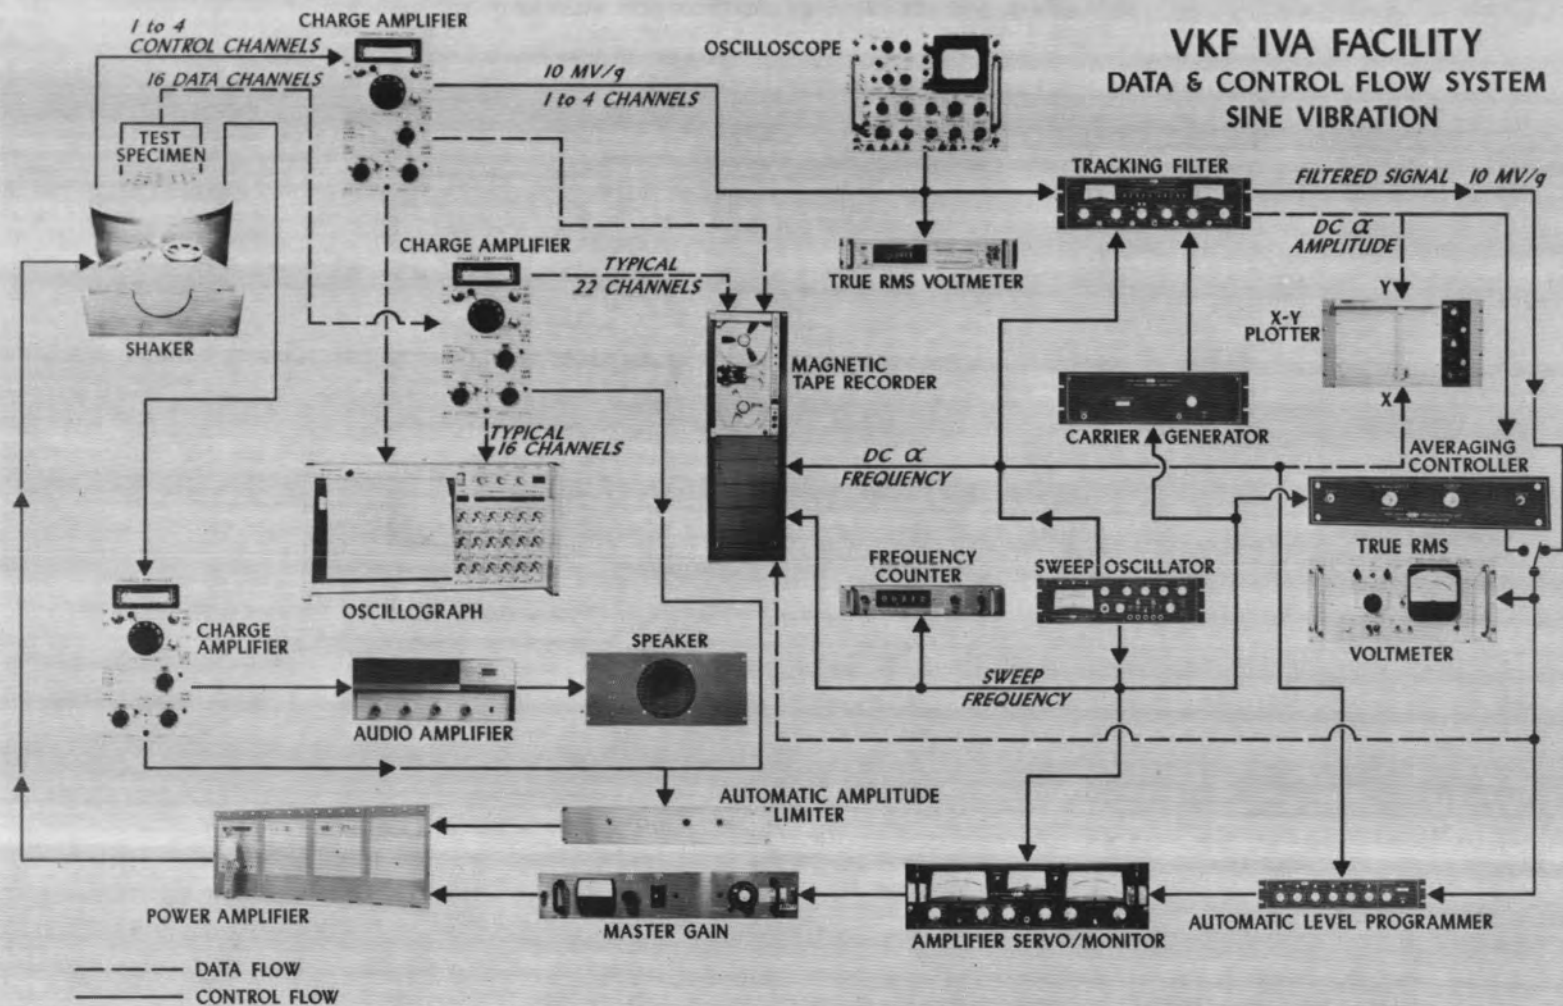 VKF IVA FACILITY
DATA & CONTROL FLOW SYSTEM
SINE VIBRATION
1 to 4
CONTROL CHANNELS
16 DATA CHANNELS
CHARGE AMPLIFIER
10 MV/g
1 to 4 CHANNELS
OSCILLOSCOPE
TEST
SPECIMEN
SHAKER
TRACKING FILTER
FILTERED SIGNAL 10 MV/g
DC α
AMPLITUDE
TRUE RMS VOLTMETER
CHARGE AMPLIFIER
TYPICAL
22 CHANNELS
Y
X-Y
PLOTTER
X
MAGNETIC
TAPE RECORDER
CARRIER GENERATOR
TYPICAL
16 CHANNELS
DC α
FREQUENCY
AVERAGING
CONTROLLER
OSCILLOGRAPH
FREQUENCY
COUNTER
SWEEP OSCILLATOR
TRUE RMS
VOLTMETER
CHARGE
AMPLIFIER
SPEAKER
AUDIO AMPLIFIER
SWEEP
FREQUENCY
AUTOMATIC AMPLITUDE
LIMITER
POWER AMPLIFIER
MASTER GAIN
AMPLIFIER SERVO/MONITOR
AUTOMATIC LEVEL PROGRAMMER
DATA FLOW
CONTROL FLOW